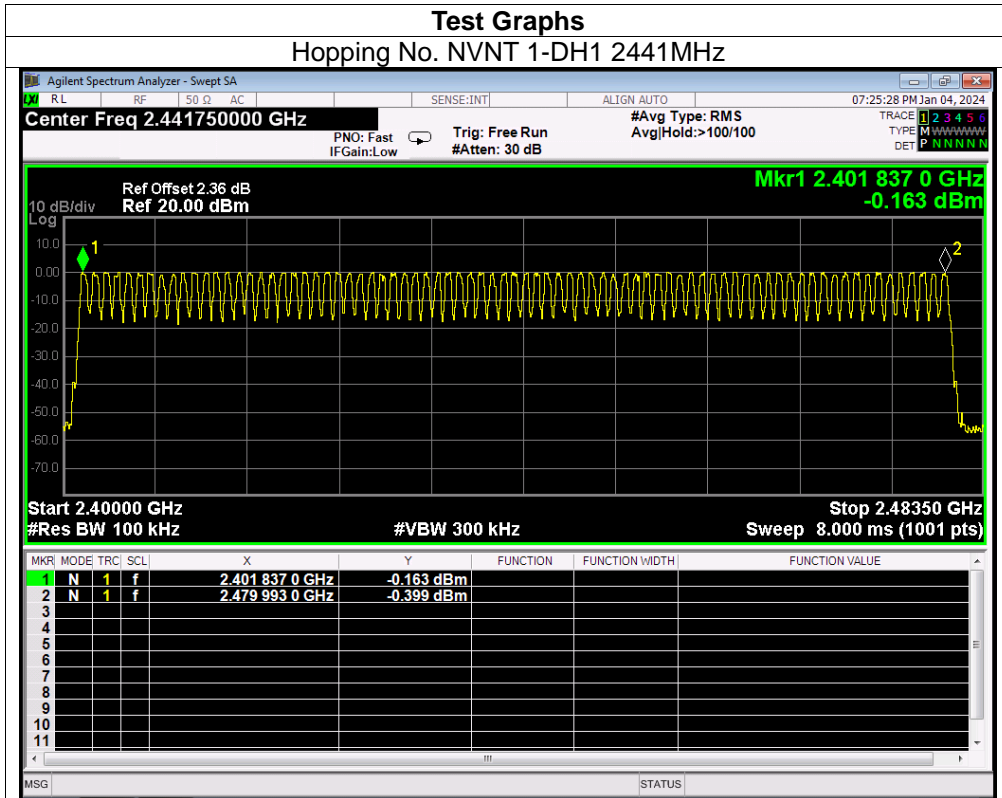 Test Graphs
Hopping No. NVNT 1-DH1 2441MHz
Agilent Spectrum Analyzer - Swept SA
LXI RL RF 50 Ω AC SENSE:INT ALIGN AUTO 07:25:28 PM Jan 04, 2024
Center Freq 2.441750000 GHz #Avg Type: RMS TRACE 1 2 3 4 5 6
PNO: Fast Trig: Free Run Avg|Hold:>100/100 TYPE M WWWWW
IFGain:Low #Atten: 30 dB DET P N N N N N
Mkr1 2.401 837 0 GHz
Ref Offset 2.36 dB
10 dB/div Ref 20.00 dBm -0.163 dBm
Log
10.0
1
2
0.00
-10.0
-20.0
-30.0
-40.0
-50.0
-60.0
-70.0
Start 2.40000 GHz Stop 2.48350 GHz
#Res BW 100 kHz #VBW 300 kHz Sweep 8.000 ms (1001 pts)
MKR MODE TRC SCL X Y FUNCTION FUNCTION WIDTH FUNCTION VALUE
1 N 1 f 2.401 837 0 GHz -0.163 dBm
2 N 1 f 2.479 993 0 GHz -0.399 dBm
3
4
5
6
7
8
9
10
11
MSG STATUS